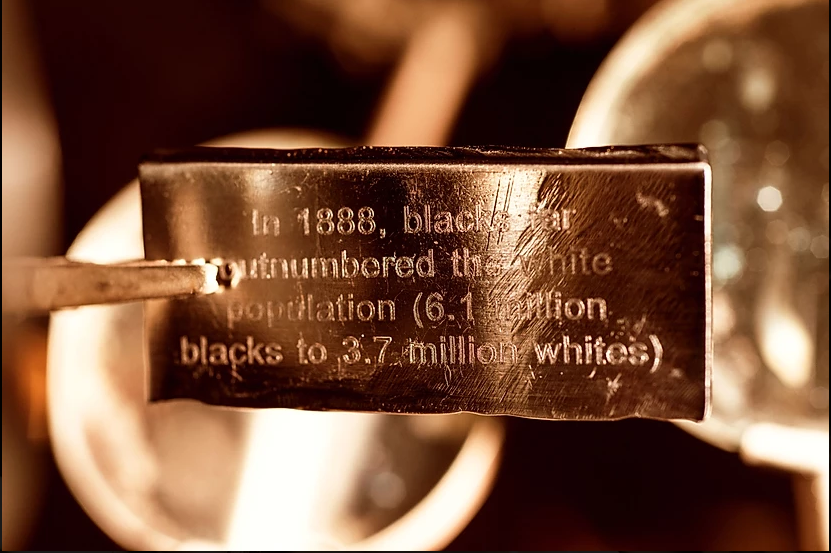 In 1888, blacks far
outnumbered the white
population (6.1 million
blacks to 3.7 million whites)